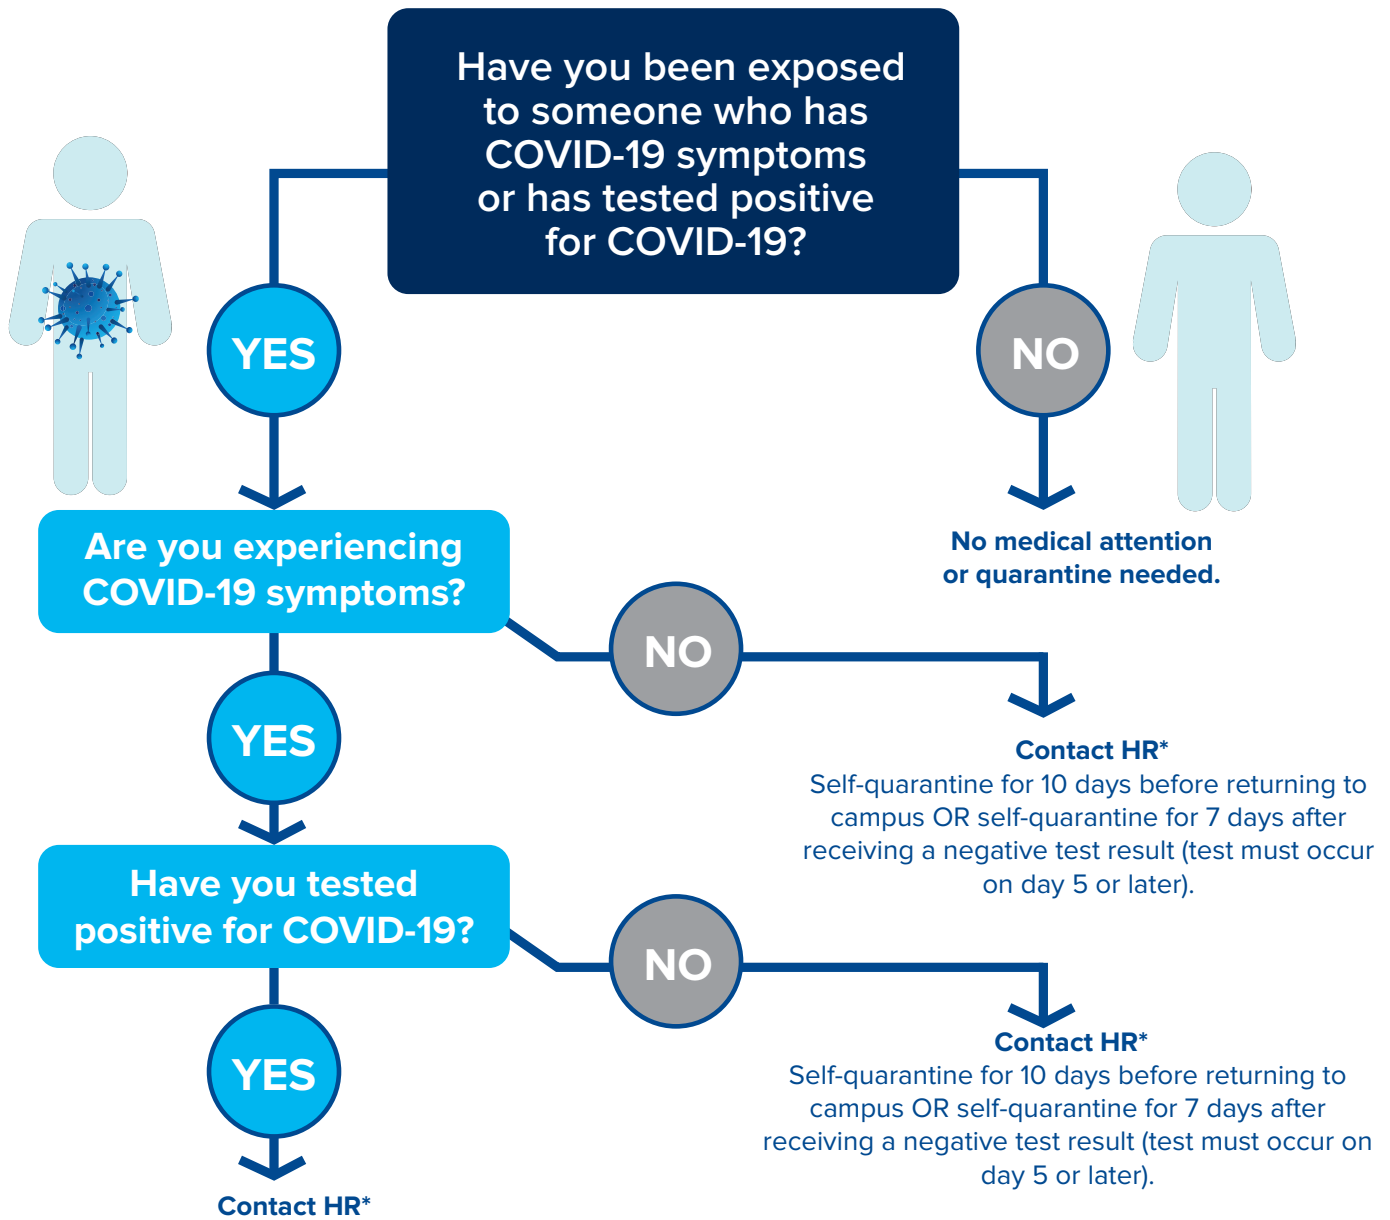 Have you been exposed
to someone who has
COVID-19 symptoms
or has tested positive
for COVID-19?
YES
NO
No medical attention
or quarantine needed.
Are you experiencing
COVID-19 symptoms?
NO
YES
Contact HR*
Self-quarantine for 10 days before returning to
campus OR self-quarantine for 7 days after
receiving a negative test result (test must occur
on day 5 or later).
Have you tested
positive for COVID-19?
NO
YES
Contact HR*
Self-quarantine for 10 days before returning to
campus OR self-quarantine for 7 days after
receiving a negative test result (test must occur on
day 5 or later).
Contact HR*